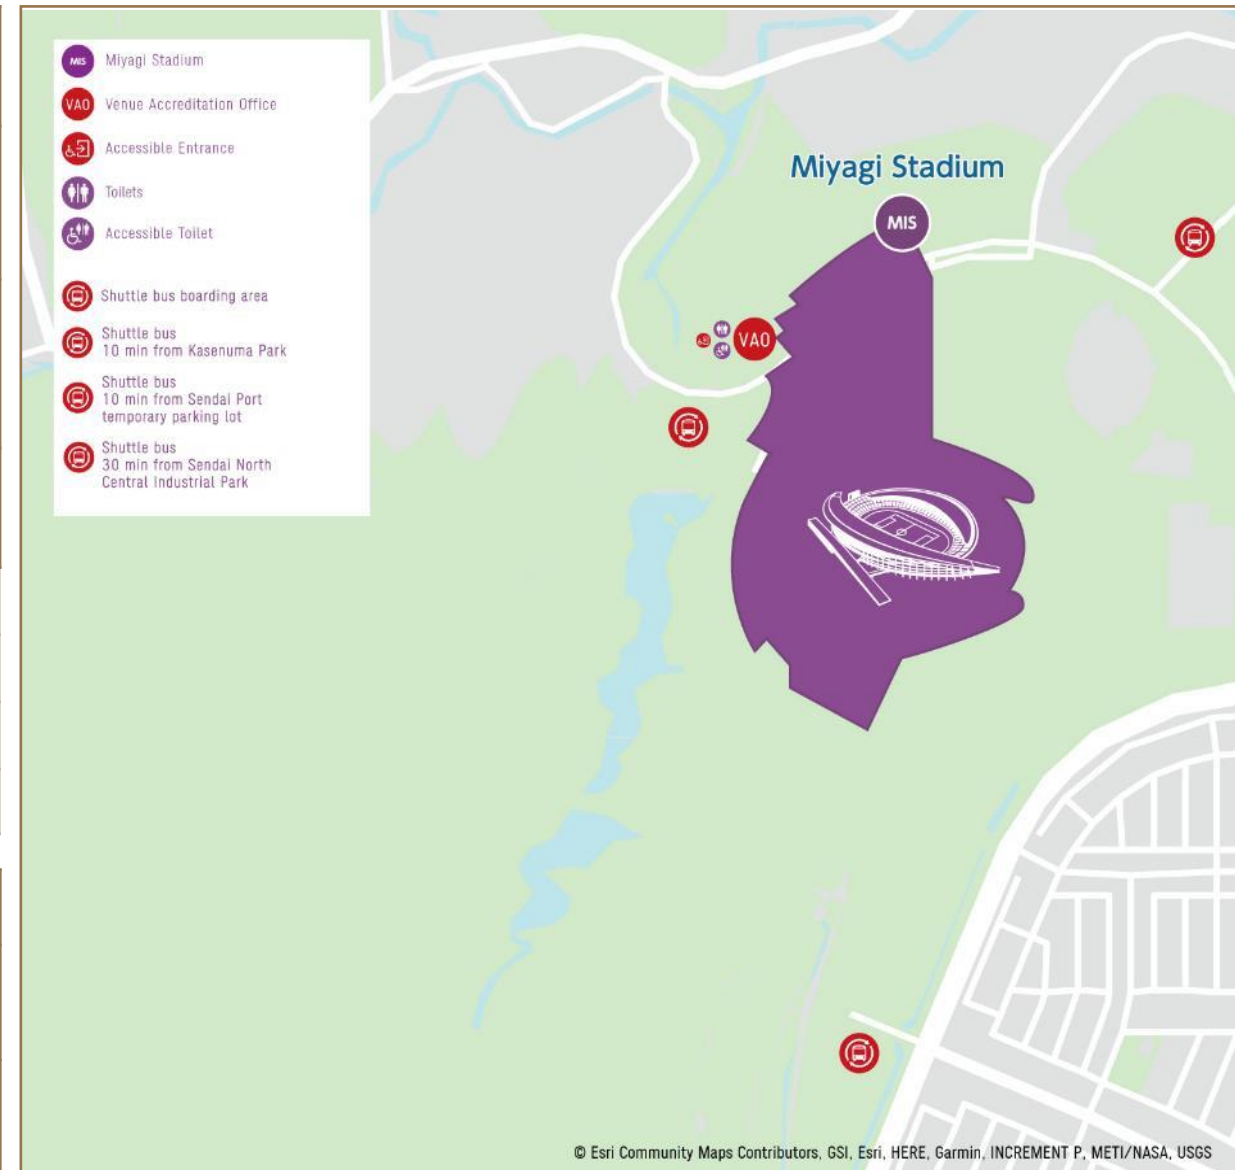 MIS Miyagi Stadium
VAO Venue Accreditation Office
Accessible Entrance
Toilets
Accessible Toilet
Shuttle bus boarding area
Shuttle bus
10 min from Kasenuma Park
Shuttle bus
10 min from Sendai Port
temporary parking lot
Shuttle bus
30 min from Sendai North
Central Industrial Park
Miyagi Stadium
MIS
VAO
© Esri Community Maps Contributors, GSI, Esri, HERE, Garmin, INCREMENT P, METI/NASA, USGS